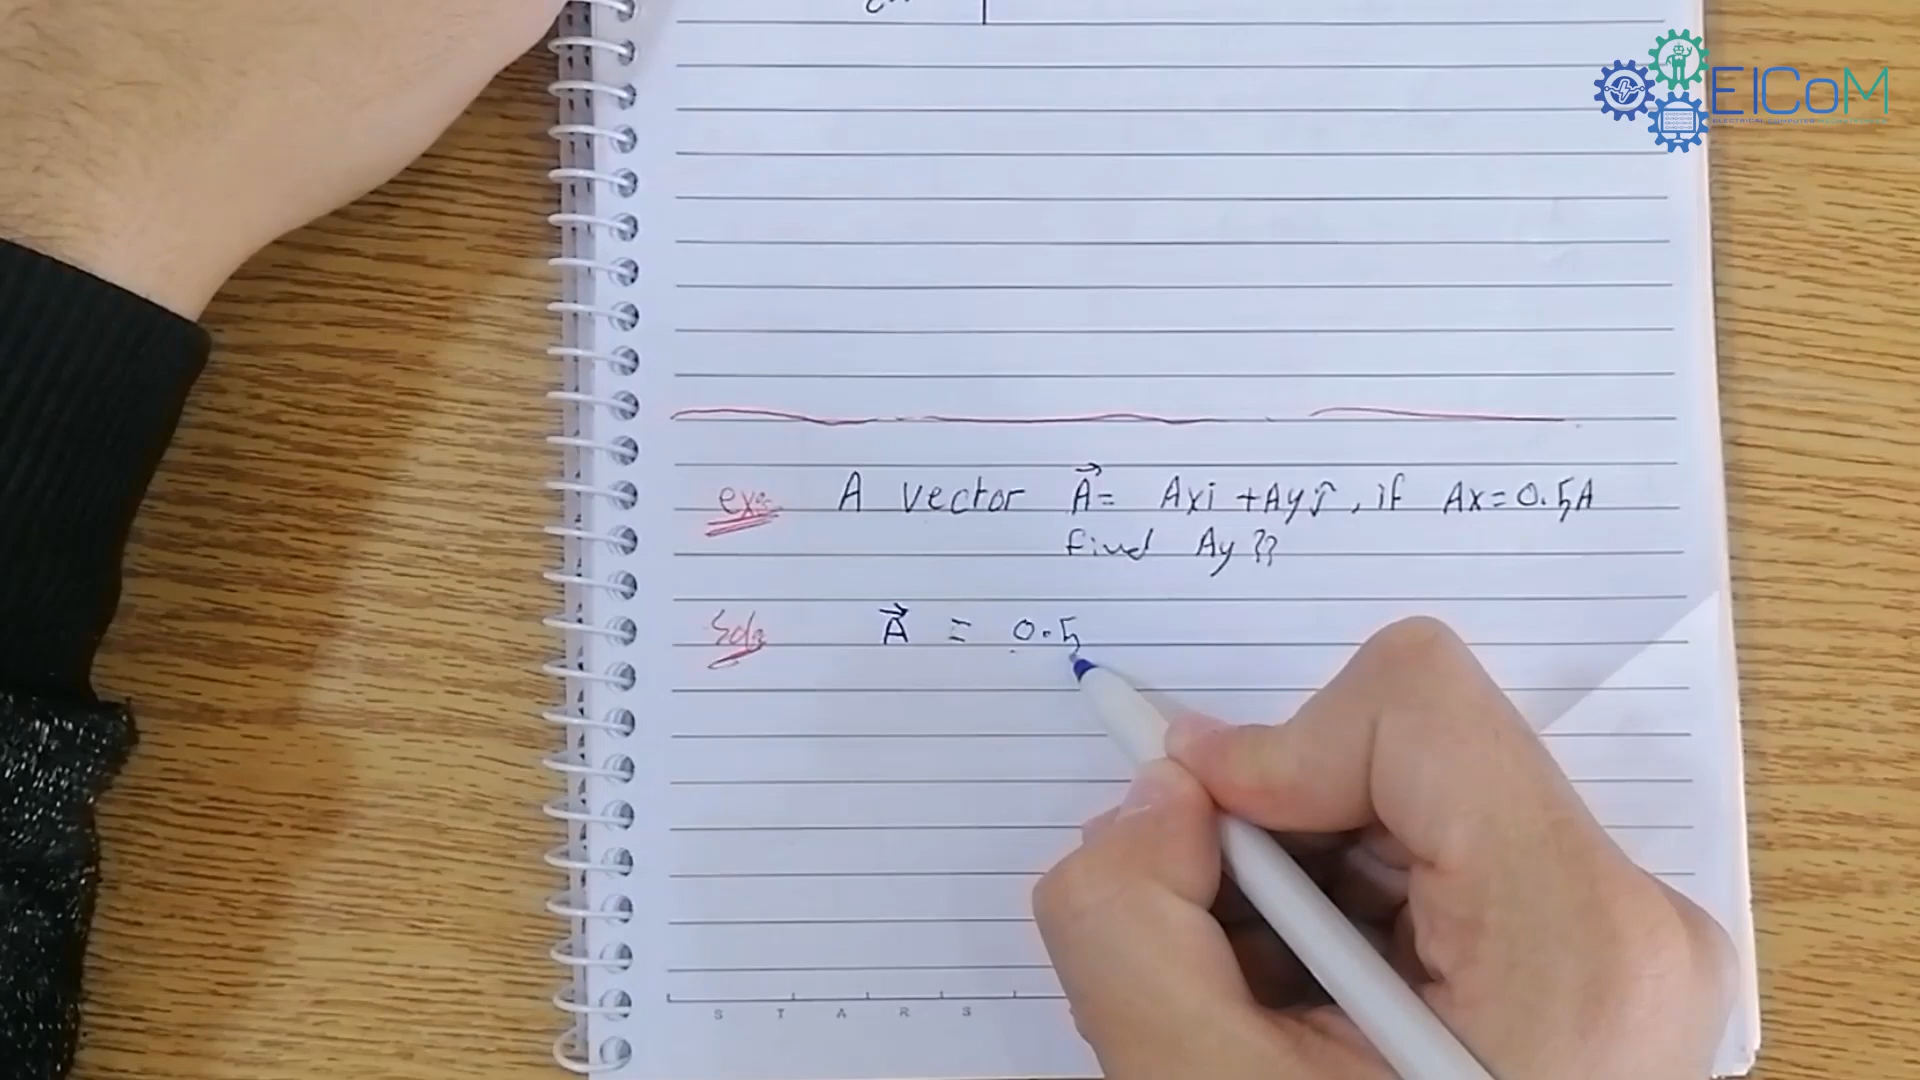 EICoM
ex: A vector A⃗ = Axi + Ayĵ, if Ax = 0.5A
find Ay ??
Sol: A⃗ = 0.5
S T A R S